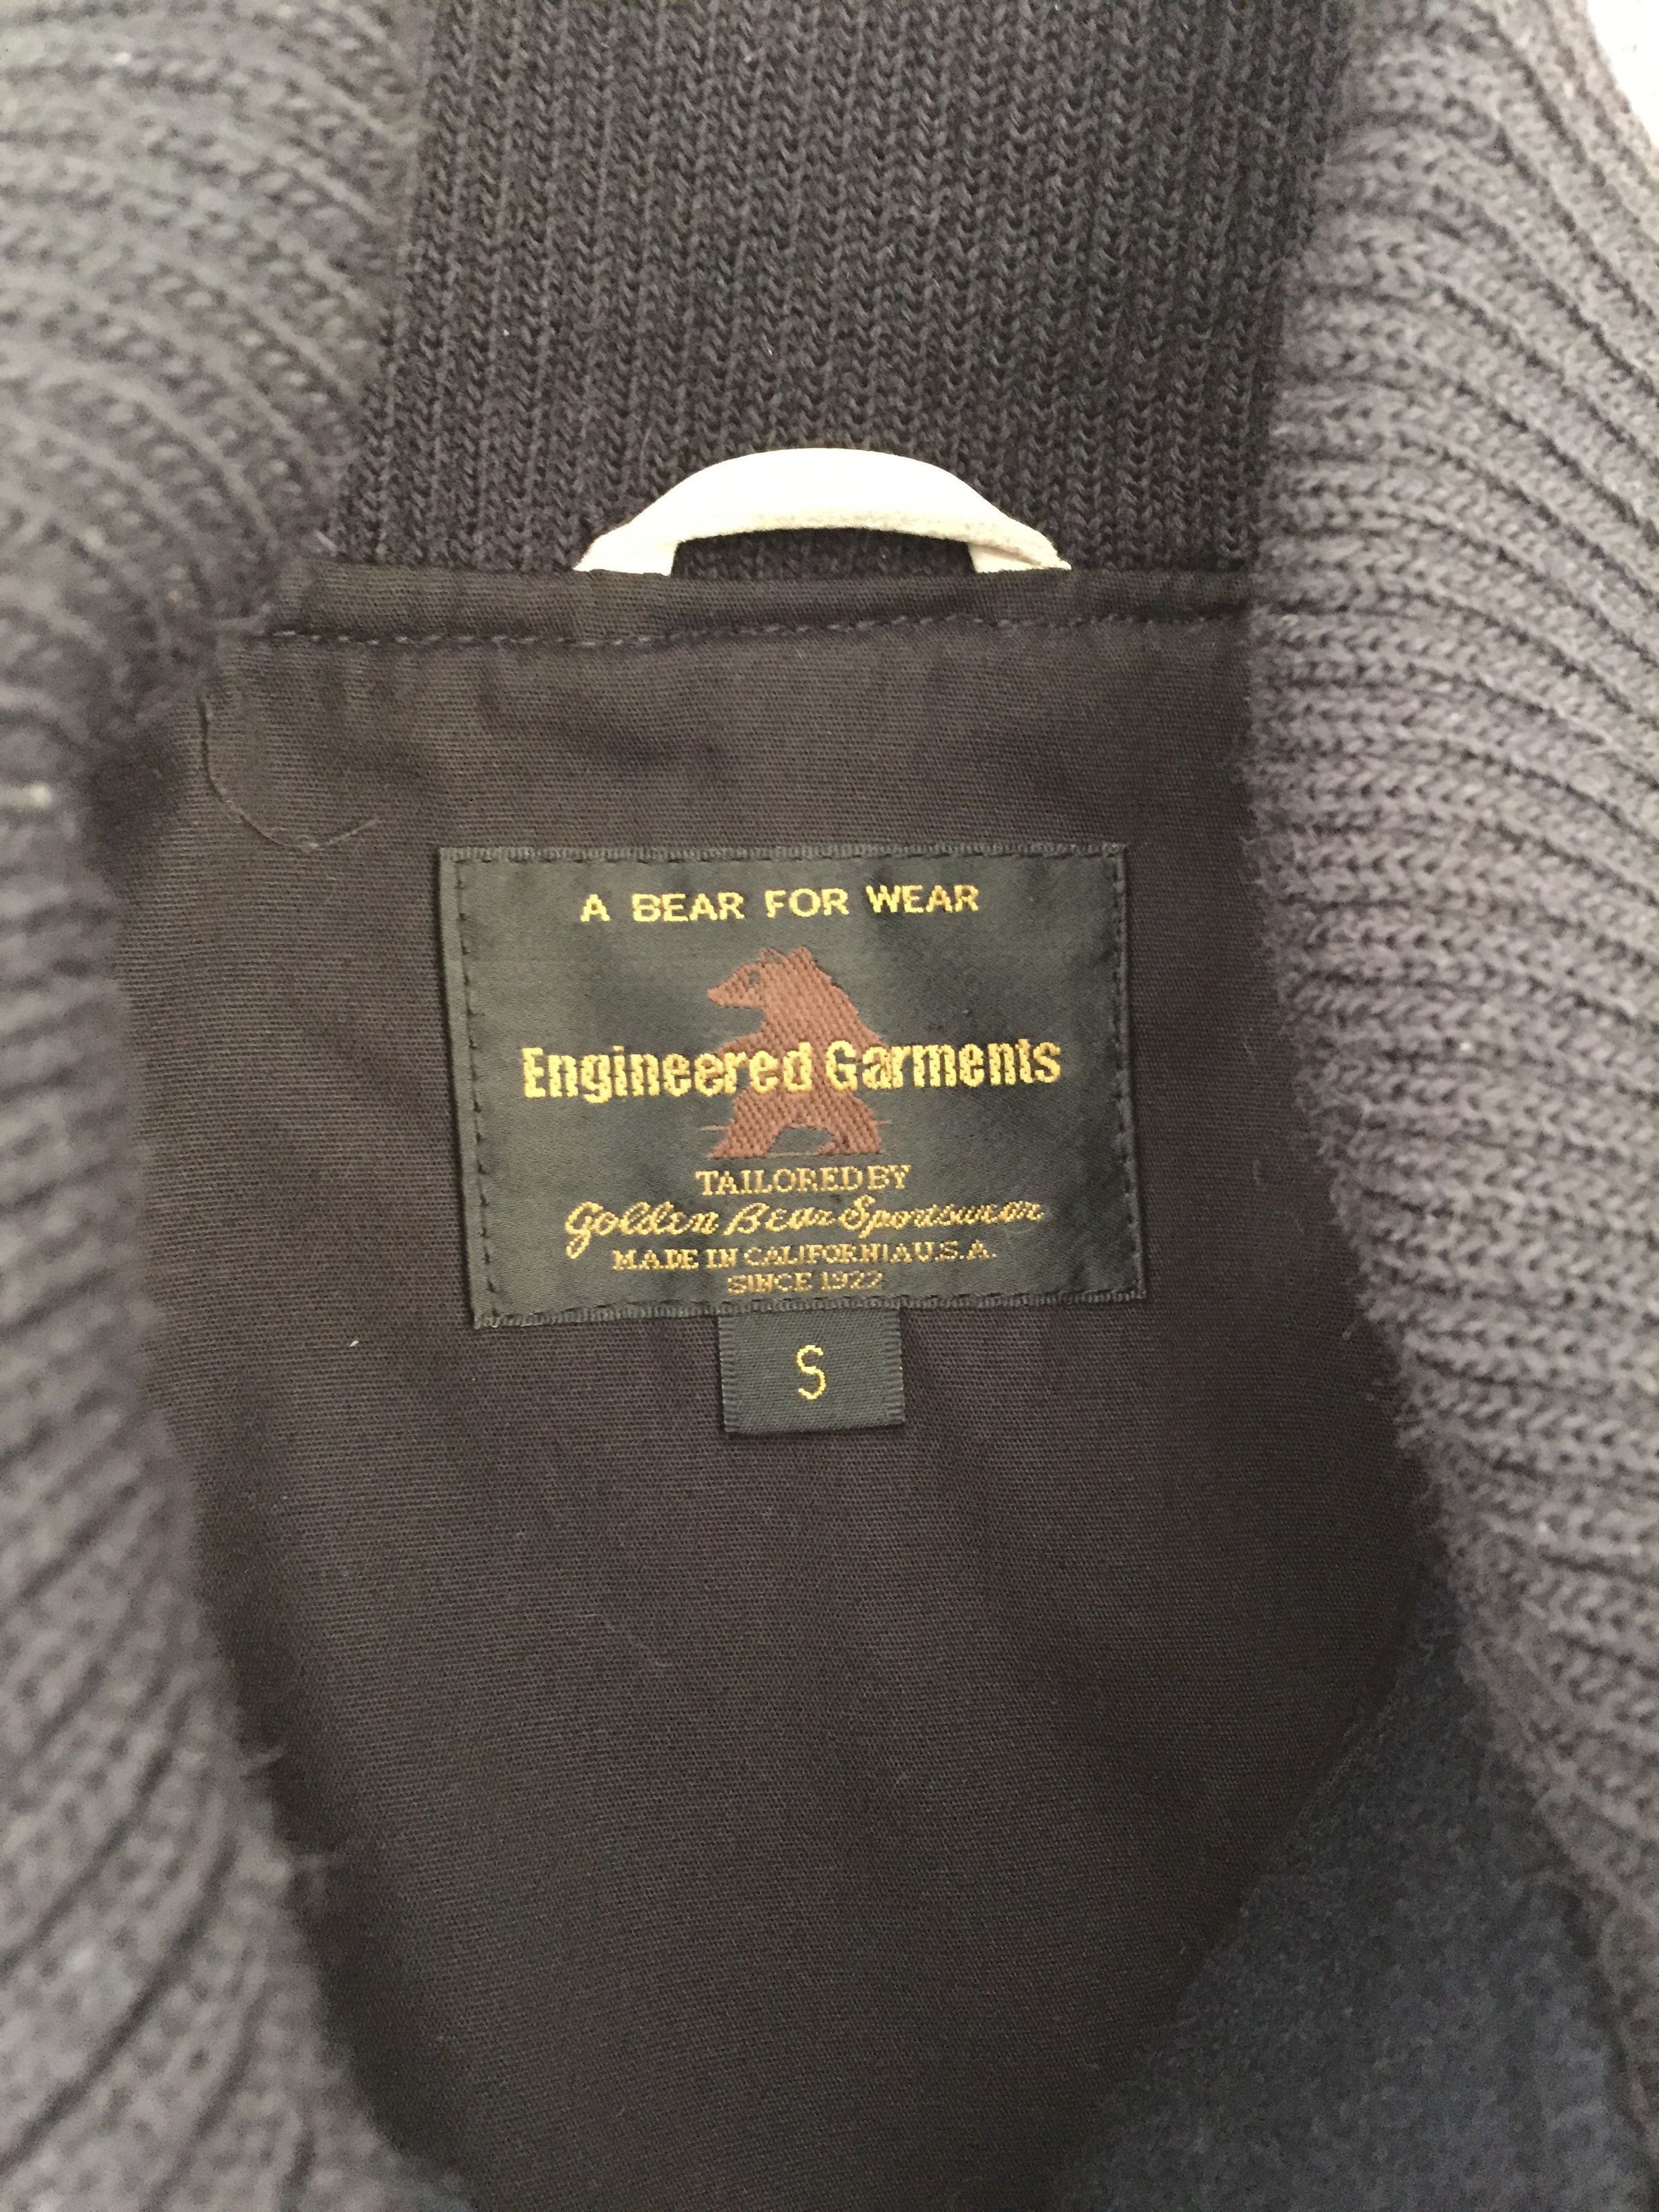 A BEAR FOR WEAR
Engineered Garments
TAILORED BY
Golden Bear Sportswear
MADE IN CALIFORNIA U.S.A.
SINCE 1922
S